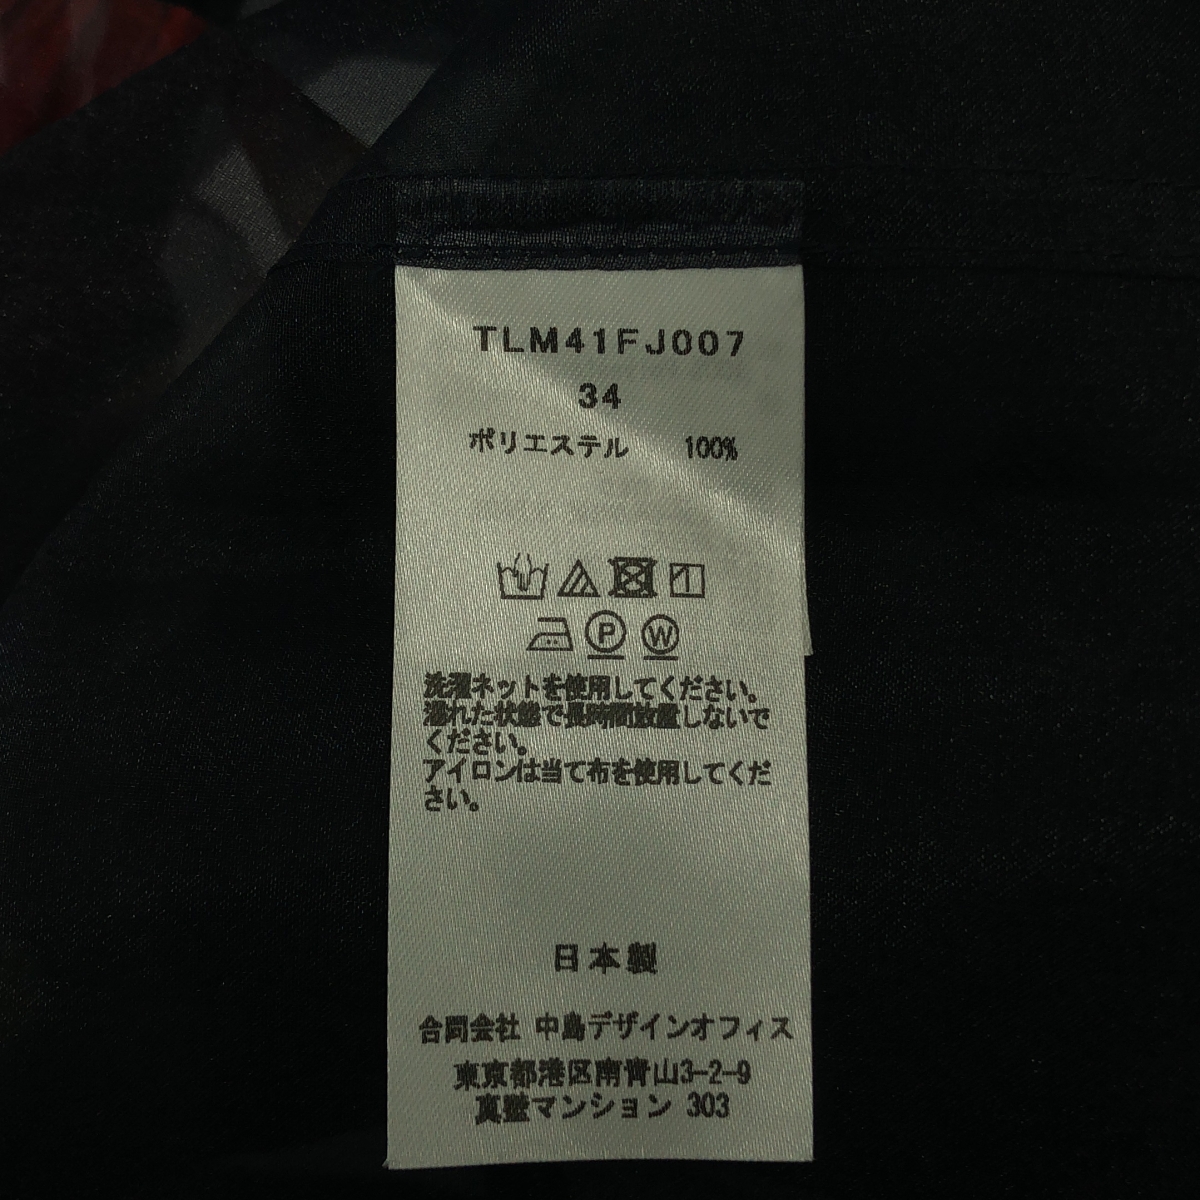 TLM41FJ007
34
ポリエステル 100%
P W
洗濯ネットを使用してください。
濡れた状態で長時間放置しないで
ください。
アイロンは当て布を使用してくだ
さい。
日本製
合同会社 中島デザインオフィス
東京都港区南青山3-2-9
真壁マンション 303